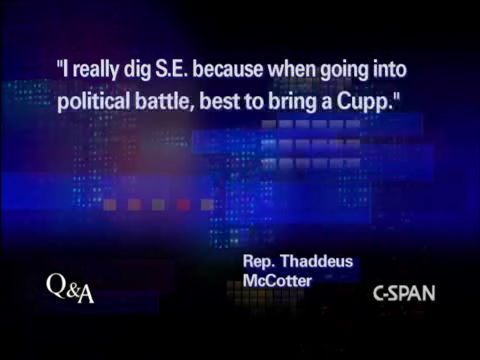 "I really dig S.E. because when going into
political battle, best to bring a Cupp."
Rep. Thaddeus
McCotter
Q&A
C-SPAN